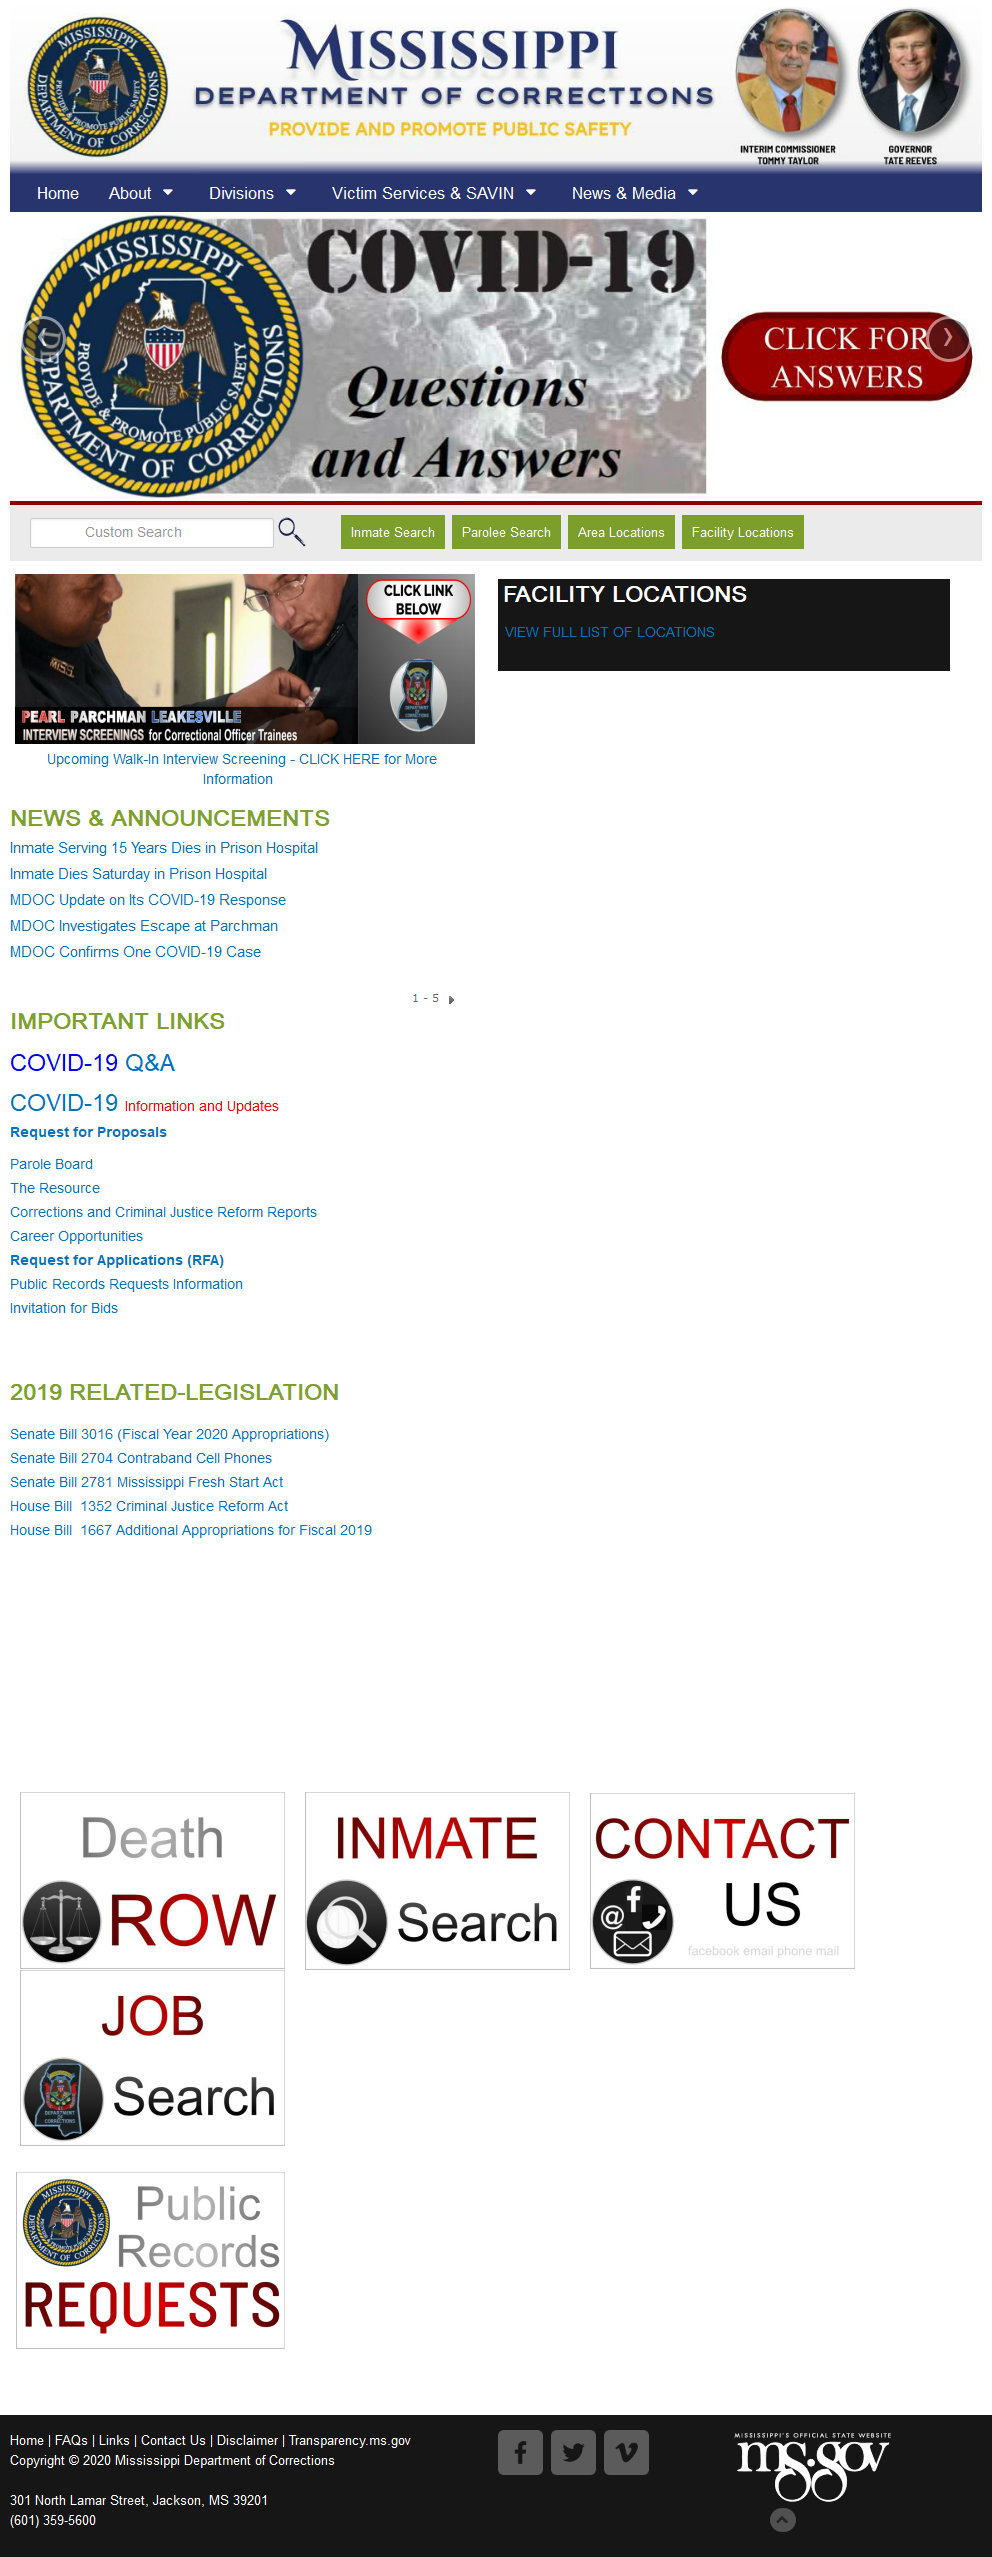 MISSISSIPPI
DEPARTMENT OF CORRECTIONS
PROVIDE AND PROMOTE PUBLIC SAFETY
MISSISSIPPI
PROVIDE & PROMOTE PUBLIC SAFETY
DEPARTMENT OF CORRECTIONS
INTERIM COMMISSIONER
TOMMY TAYLOR
GOVERNOR
TATE REEVES
Home About Divisions Victim Services & SAVIN News & Media
MISSISSIPPI
PROVIDE & PROMOTE PUBLIC SAFETY
DEPARTMENT OF CORRECTIONS
COVID-19
Questions
and Answers
CLICK FOR
ANSWERS
Custom Search Inmate Search Parolee Search Area Locations Facility Locations
CLICK LINK
BELOW
PEARL PARCHMAN LEAKESVILLE
INTERVIEW SCREENINGS for Correctional Officer Trainees
Upcoming Walk-In Interview Screening - CLICK HERE for More
Information
FACILITY LOCATIONS
VIEW FULL LIST OF LOCATIONS
NEWS & ANNOUNCEMENTS
Inmate Serving 15 Years Dies in Prison Hospital
Inmate Dies Saturday in Prison Hospital
MDOC Update on Its COVID-19 Response
MDOC Investigates Escape at Parchman
MDOC Confirms One COVID-19 Case
1 - 5
IMPORTANT LINKS
COVID-19 Q&A
COVID-19 Information and Updates
Request for Proposals
Parole Board
The Resource
Corrections and Criminal Justice Reform Reports
Career Opportunities
Request for Applications (RFA)
Public Records Requests Information
Invitation for Bids
2019 RELATED-LEGISLATION
Senate Bill 3016 (Fiscal Year 2020 Appropriations)
Senate Bill 2704 Contraband Cell Phones
Senate Bill 2781 Mississippi Fresh Start Act
House Bill  1352 Criminal Justice Reform Act
House Bill  1667 Additional Appropriations for Fiscal 2019
Death
ROW
INMATE
Search
CONTACT
US
facebook email phone mail
JOB
Search
DEPARTMENT
OF
CORRECTIONS
MISSISSIPPI
DEPARTMENT OF CORRECTIONS
Public
Records
REQUESTS
Home | FAQs | Links | Contact Us | Disclaimer | Transparency.ms.gov
Copyright © 2020 Mississippi Department of Corrections
301 North Lamar Street, Jackson, MS 39201
(601) 359-5600
MISSISSIPPI'S OFFICIAL STATE WEBSITE
ms.gov